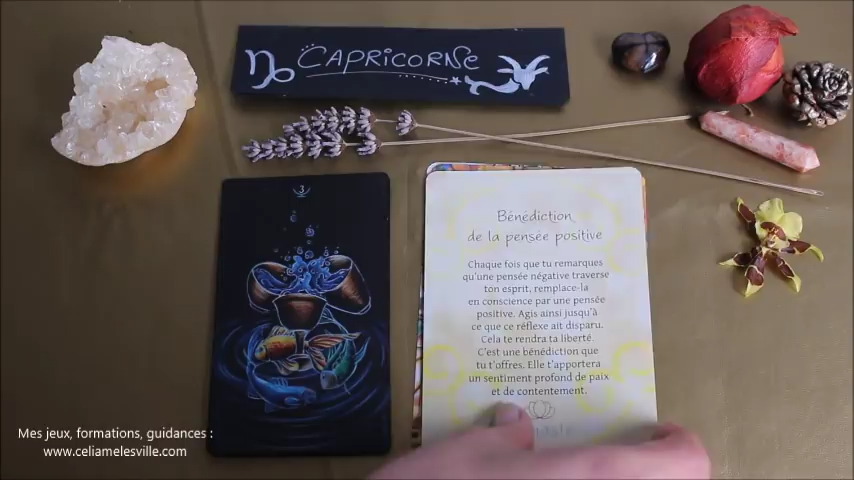 CAPRICORNE
3
Bénédiction
de la pensée positive
Chaque fois que tu remarques
qu'une pensée négative traverse
ton esprit, remplace-la
en conscience par une pensée
positive. Agis ainsi jusqu'à
ce que ce réflexe ait disparu.
Cela te rendra ta liberté.
C'est une bénédiction que
tu t'offres. Elle t'apportera
un sentiment profond de paix
et de contentement.
Mes jeux, formations, guidances :
www.celiamelesville.com